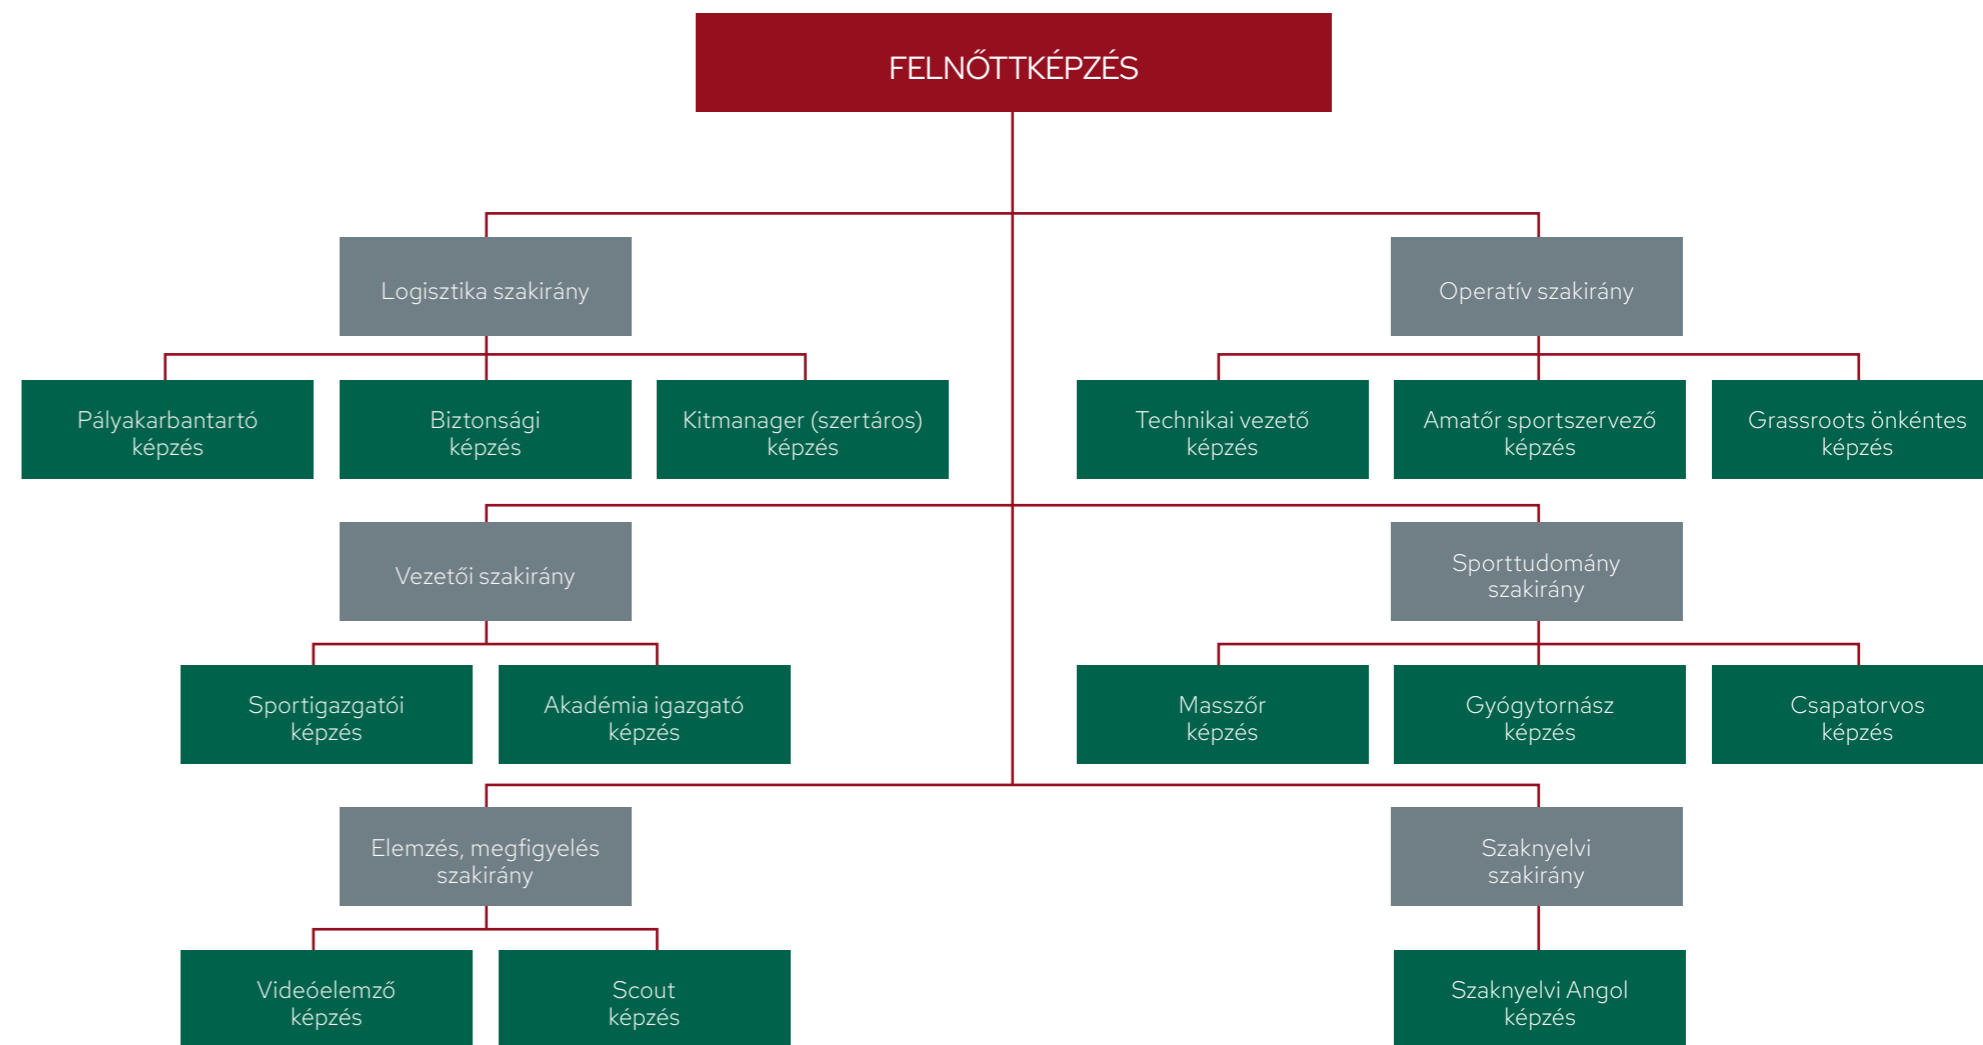 FELNŐTTKÉPZÉS
Logisztika szakirány
Operatív szakirány
Pályakarbantartó
képzés
Biztonsági
képzés
Kitmanager (szertáros)
képzés
Technikai vezető
képzés
Amatőr sportszervező
képzés
Grassroots önkéntes
képzés
Vezetői szakirány
Sporttudomány
szakirány
Sportigazgatói
képzés
Akadémia igazgató
képzés
Masszőr
képzés
Gyógytornász
képzés
Csapatorvos
képzés
Elemzés, megfigyelés
szakirány
Szaknyelvi
szakirány
Videóelemző
képzés
Scout
képzés
Szaknyelvi Angol
képzés